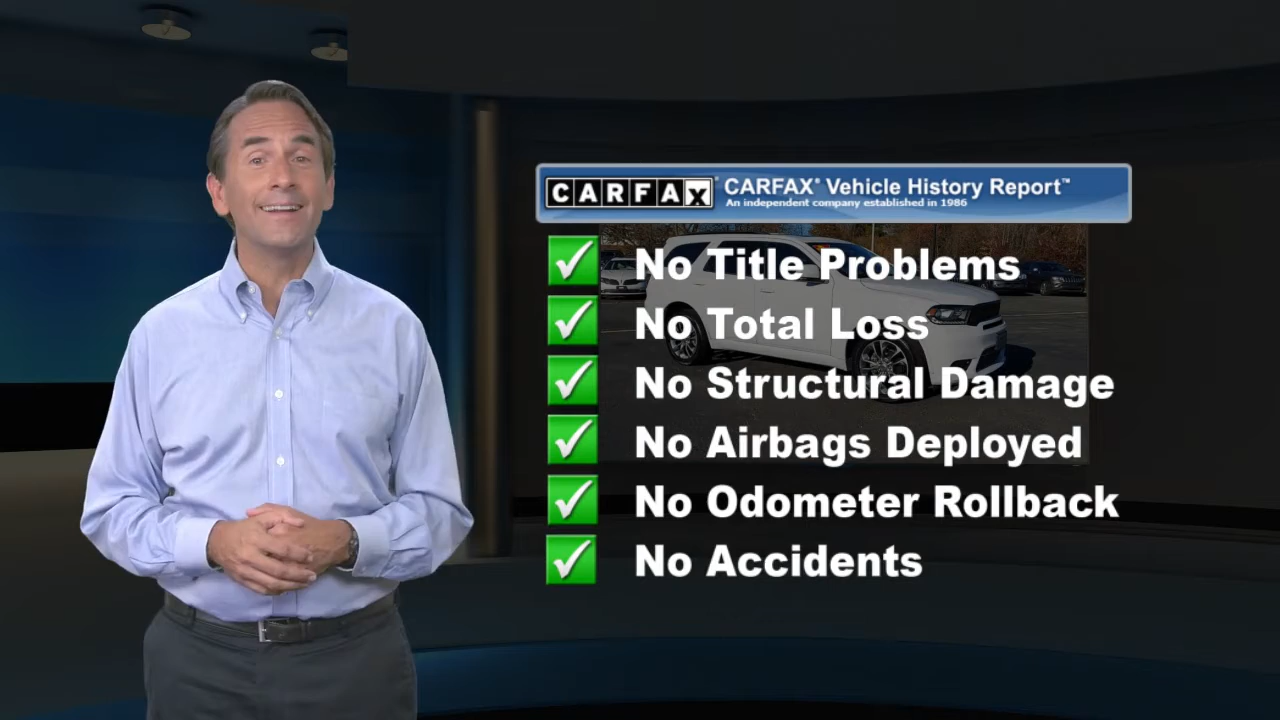 CARFAX® CARFAX® Vehicle History Report™
An independent company established in 1986
No Title Problems
No Total Loss
No Structural Damage
No Airbags Deployed
No Odometer Rollback
No Accidents